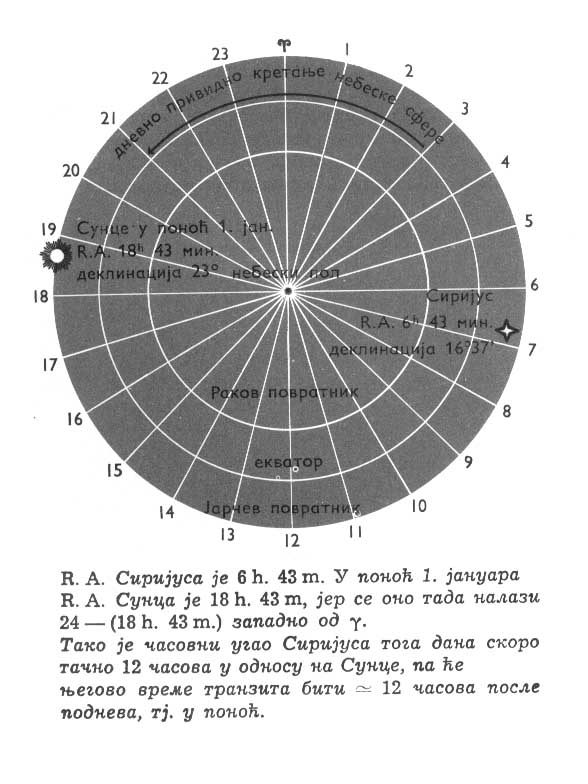 ♈
23
1
22
2
21
3
дневно привидно кретање небеске сфере
20
4
19
5
Сунце у поноћ 1. јан.
R.A. 18ʰ 43 мин.
деклинација 23° небески пол
18
6
Сиријус
R.A. 6ʰ 43 мин.
деклинација 16°37'
17
7
Раков повратник
16
8
екватор
15
9
Јарчев повратник
14
10
13
11
12
R. A. Сиријуса је 6 h. 43 m. У поноћ 1. јануара
R. A. Сунца је 18 h. 43 m, јер се оно тада налази
24 — (18 h. 43 m.) западно од γ.
Тако је часовни угао Сиријуса тога дана скоро
тачно 12 часова у односу на Сунце, па ће
његово време транзита бити ≃ 12 часова после
поднева, тј. у поноћ.